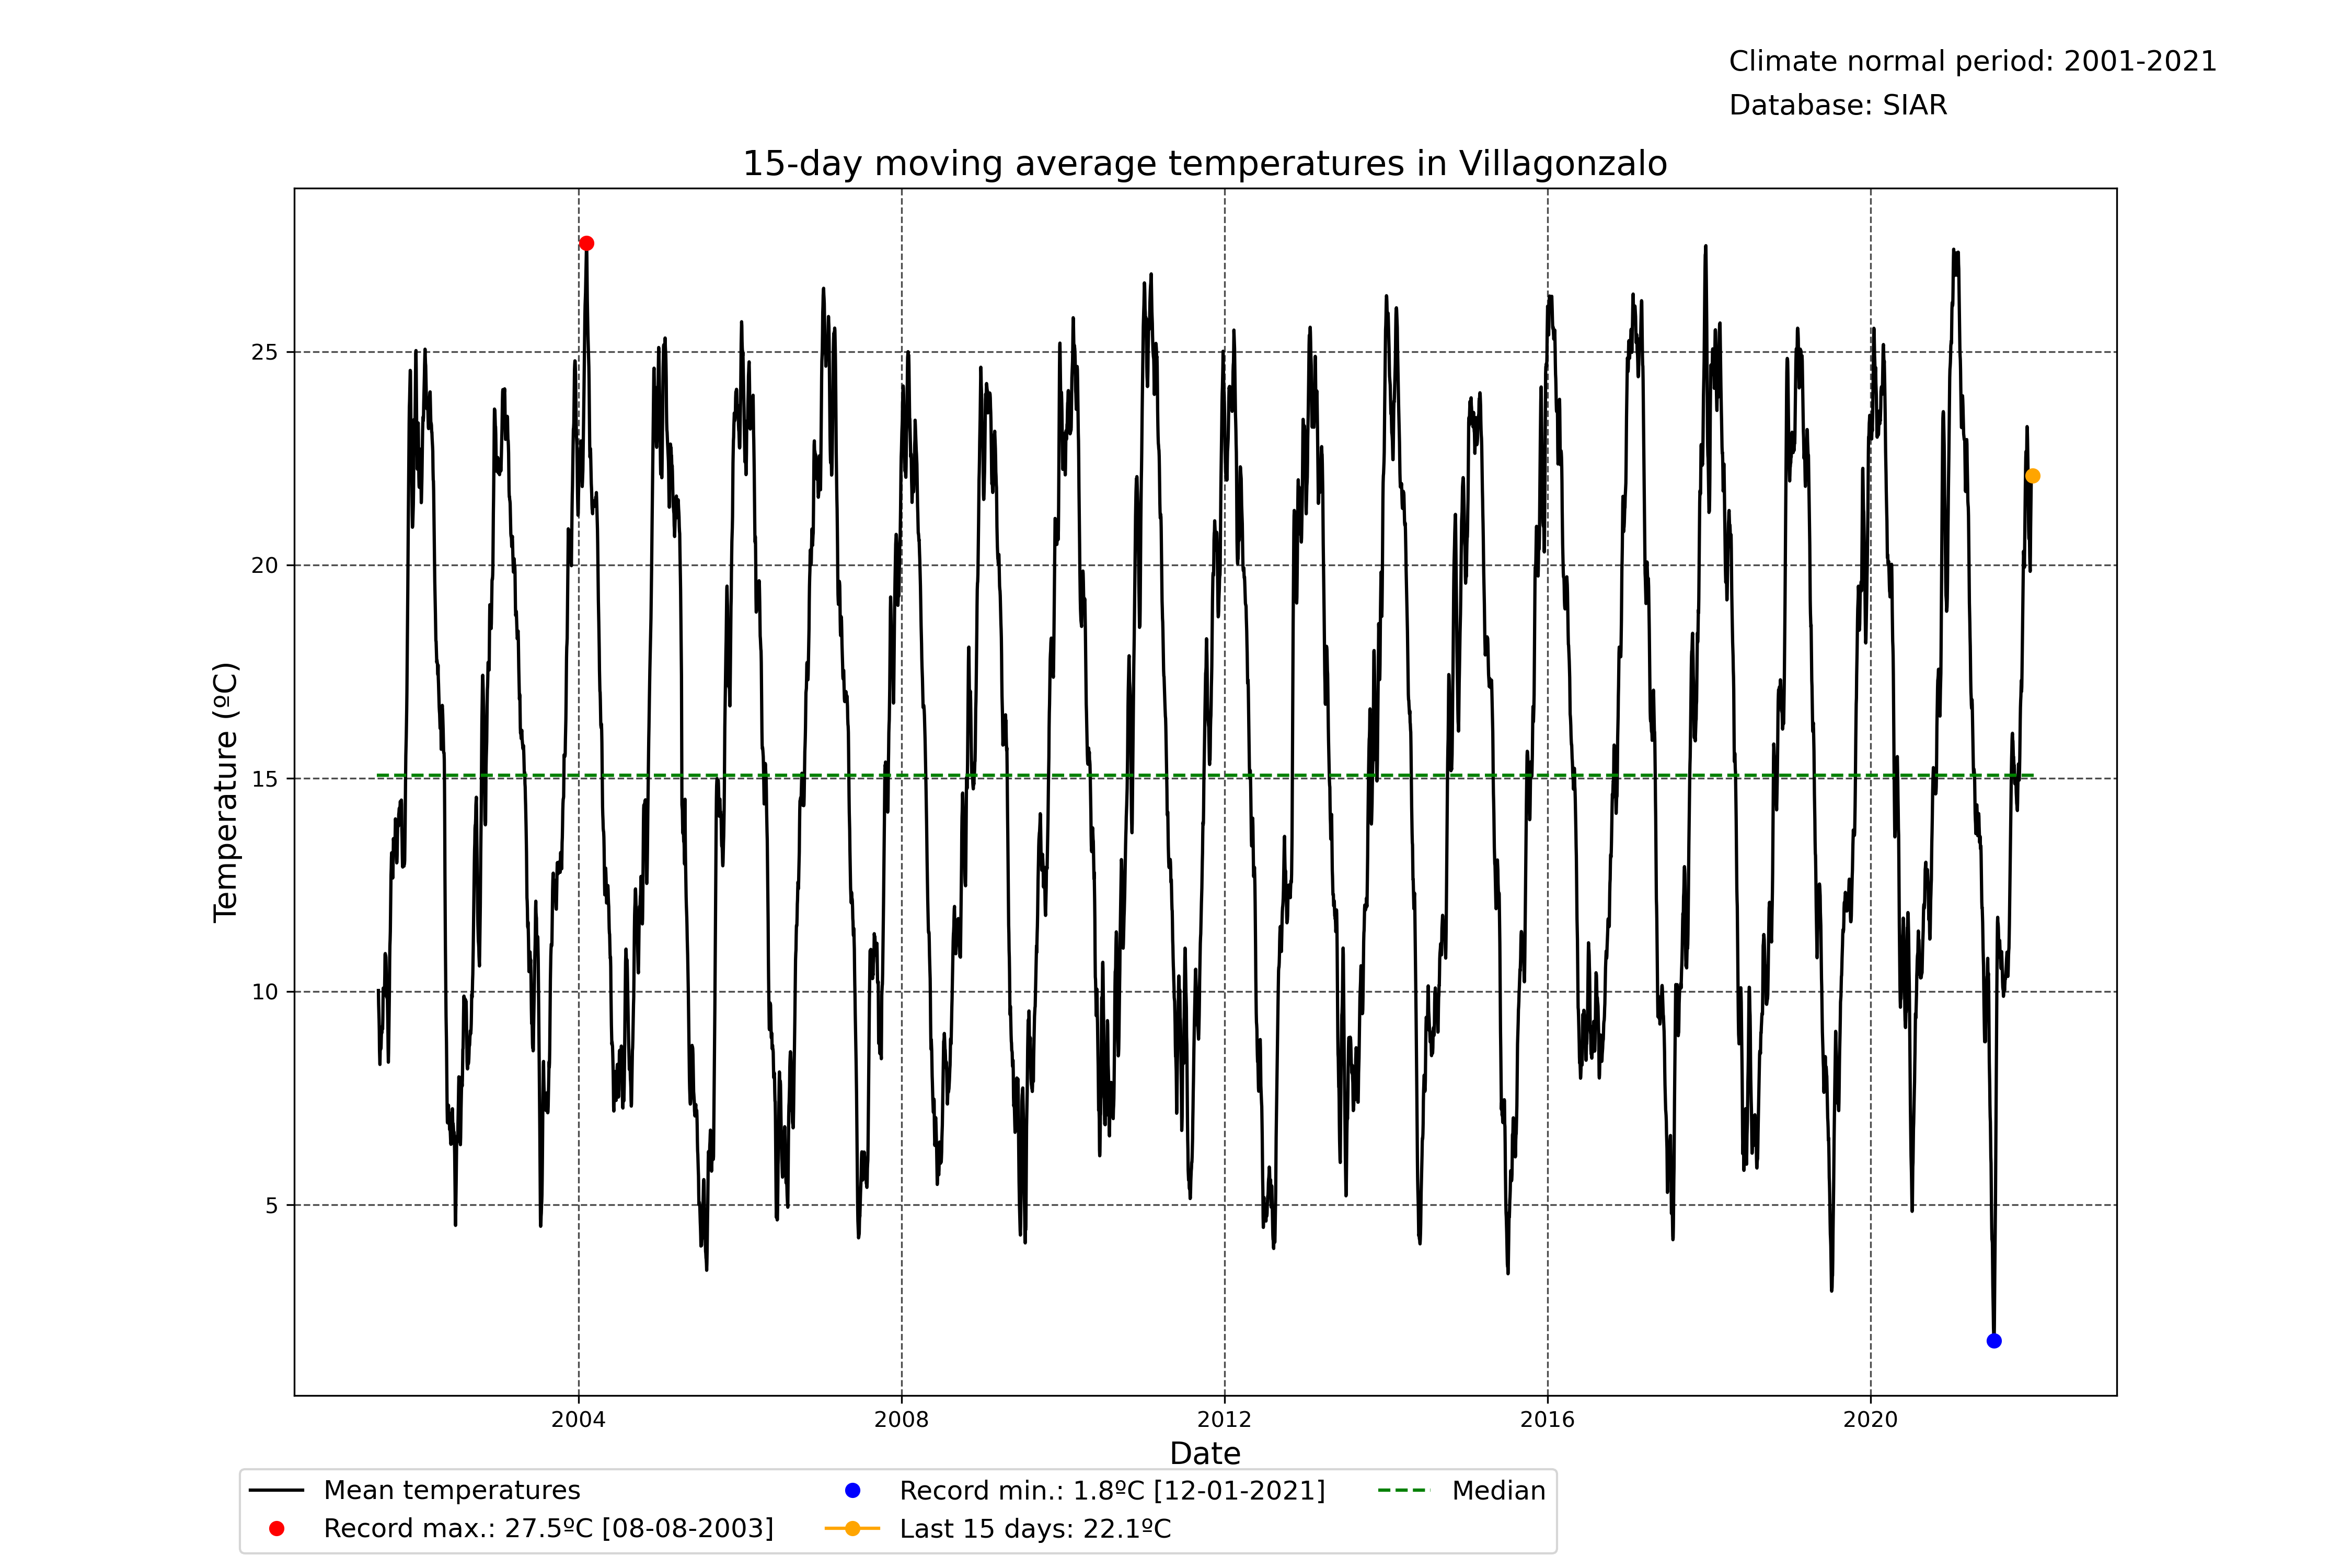 Climate normal period: 2001-2021
Database: SIAR
15-day moving average temperatures in Villagonzalo
Temperature (ºC)
25
20
15
10
5
2004
2008
2012
2016
2020
Date
Mean temperatures
Record max.: 27.5ºC [08-08-2003]
Record min.: 1.8ºC [12-01-2021]
Last 15 days: 22.1ºC
Median